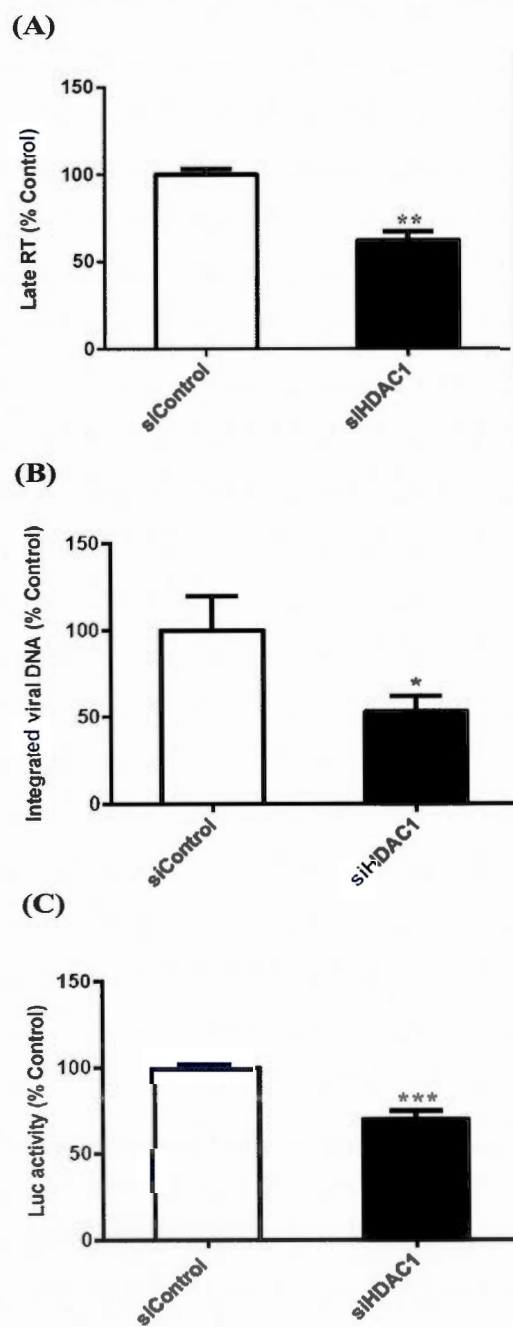 (A)
Late RT (% Control)
150
100
50
0
**
siControl
siHDAC1
(B)
Integrated viral DNA (% Control)
150
100
50
0
*
siControl
siHDAC1
(C)
Luc activity (% Control)
150
100
50
0
***
siControl
siHDAC1